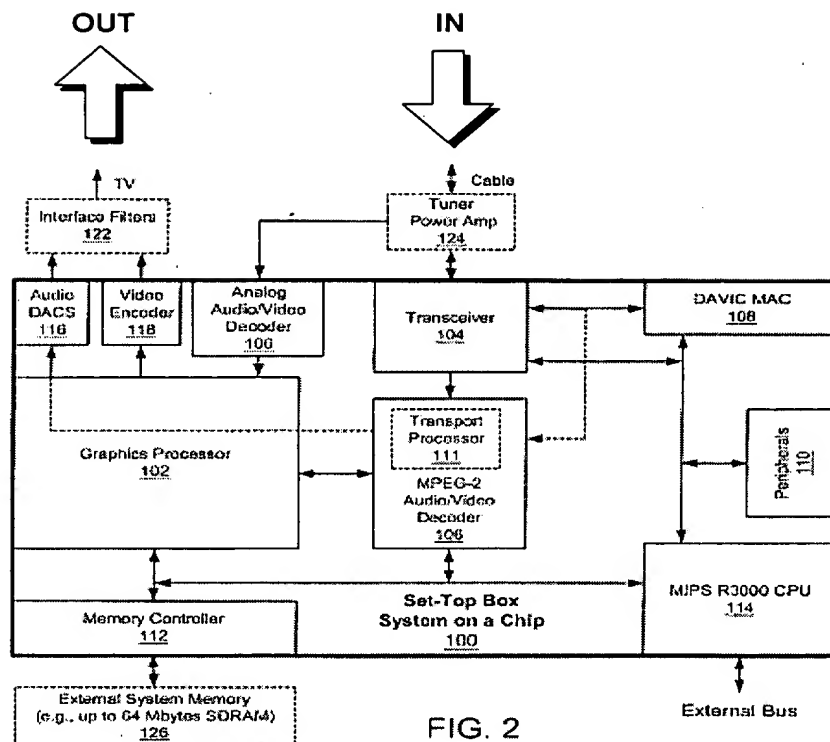 OUT
IN
TV
Cable
Interface Filters
122
Tuner
Power Amp
124
Audio
DACS
116
Video
Encoder
118
Analog
Audio/Video
Decoder
100
Transceiver
104
DAVIC MAC
108
Graphics Processor
102
Transport
Processor
111
MPEG-2
Audio/Video
Decoder
106
Peripherals
110
Memory Controller
112
Set-Top Box
System on a Chip
100
MIPS R3000 CPU
114
External System Memory
(e.g., up to 64 Mbytes SDRAM)
126
External Bus
FIG. 2